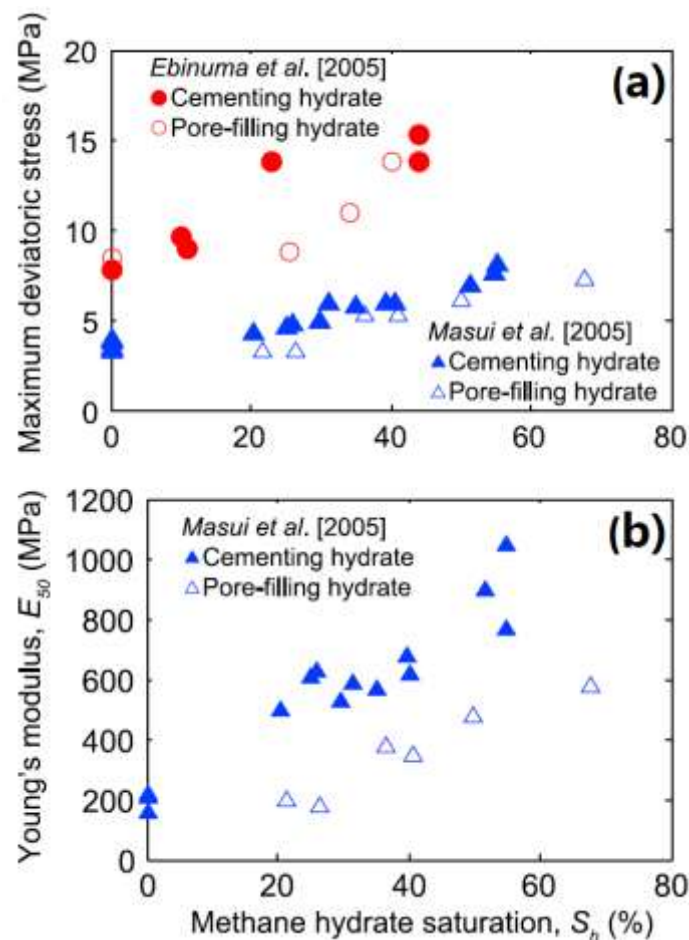 20
15
10
5
0
Maximum deviatoric stress (MPa)
Ebinuma et al. [2005]
Cementing hydrate
Pore-filling hydrate
(a)
Masui et al. [2005]
Cementing hydrate
Pore-filling hydrate
0 20 40 60 80
1200
1000
800
600
400
200
0
Young's modulus, E50 (MPa)
Masui et al. [2005]
Cementing hydrate
Pore-filling hydrate
(b)
0 20 40 60 80
Methane hydrate saturation, Sh (%)